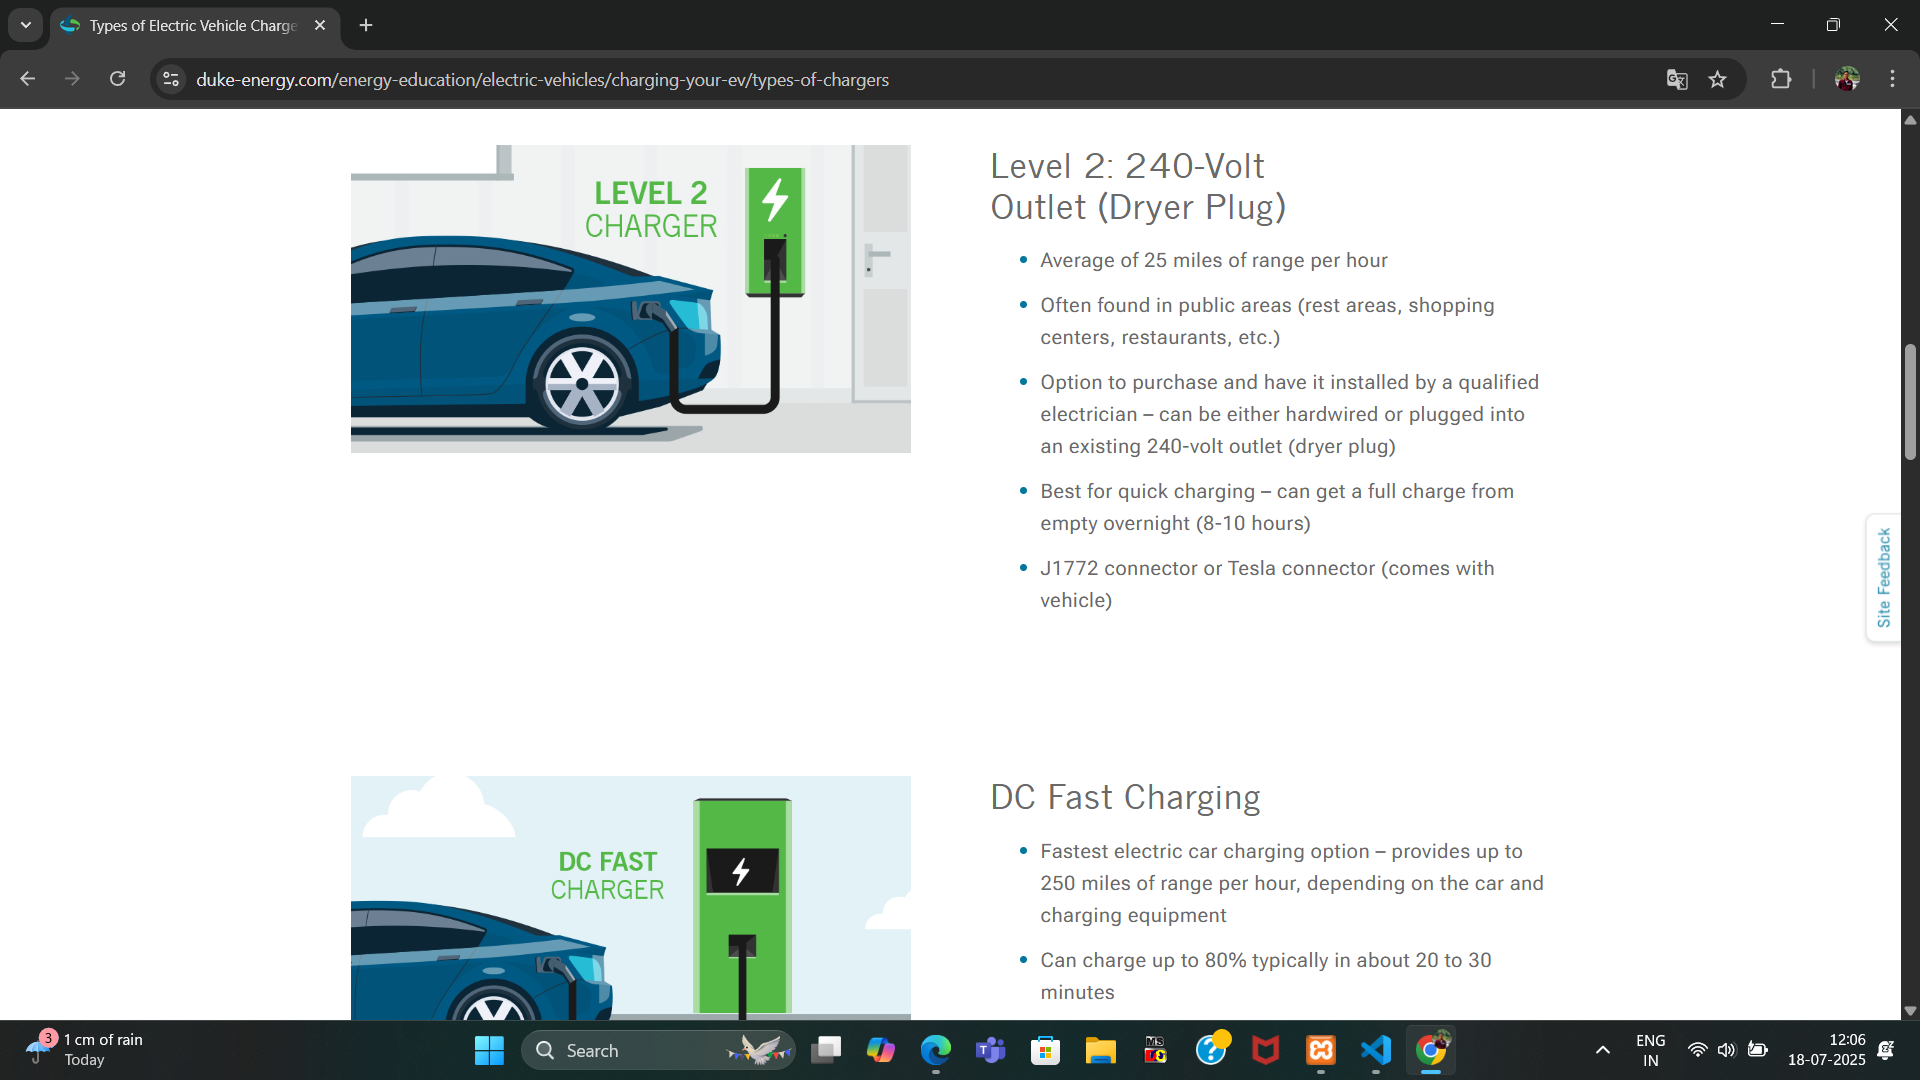 Types of Electric Vehicle Charge
duke-energy.com/energy-education/electric-vehicles/charging-your-ev/types-of-chargers
LEVEL 2
CHARGER
Level 2: 240-Volt
Outlet (Dryer Plug)
Average of 25 miles of range per hour
Often found in public areas (rest areas, shopping
centers, restaurants, etc.)
Option to purchase and have it installed by a qualified
electrician – can be either hardwired or plugged into
an existing 240-volt outlet (dryer plug)
Best for quick charging – can get a full charge from
empty overnight (8-10 hours)
J1772 connector or Tesla connector (comes with
vehicle)
Site Feedback
DC FAST
CHARGER
DC Fast Charging
Fastest electric car charging option – provides up to
250 miles of range per hour, depending on the car and
charging equipment
Can charge up to 80% typically in about 20 to 30
minutes
3
1 cm of rain
Today
Search
MS
DOS
ENG
IN
12:06
18-07-2025